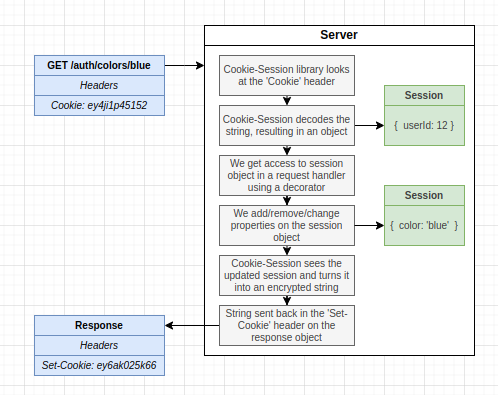 Server
GET /auth/colors/blue
Headers
Cookie: ey4ji1p45152
Cookie-Session library looks
at the 'Cookie' header
Cookie-Session decodes the
string, resulting in an object
Session
{ userId: 12 }
We get access to session
object in a request handler
using a decorator
We add/remove/change
properties on the session
object
Session
{ color: 'blue' }
Cookie-Session sees the
updated session and turns it
into an encrypted string
String sent back in the 'Set-
Cookie' header on the
response object
Response
Headers
Set-Cookie: ey6ak025k66